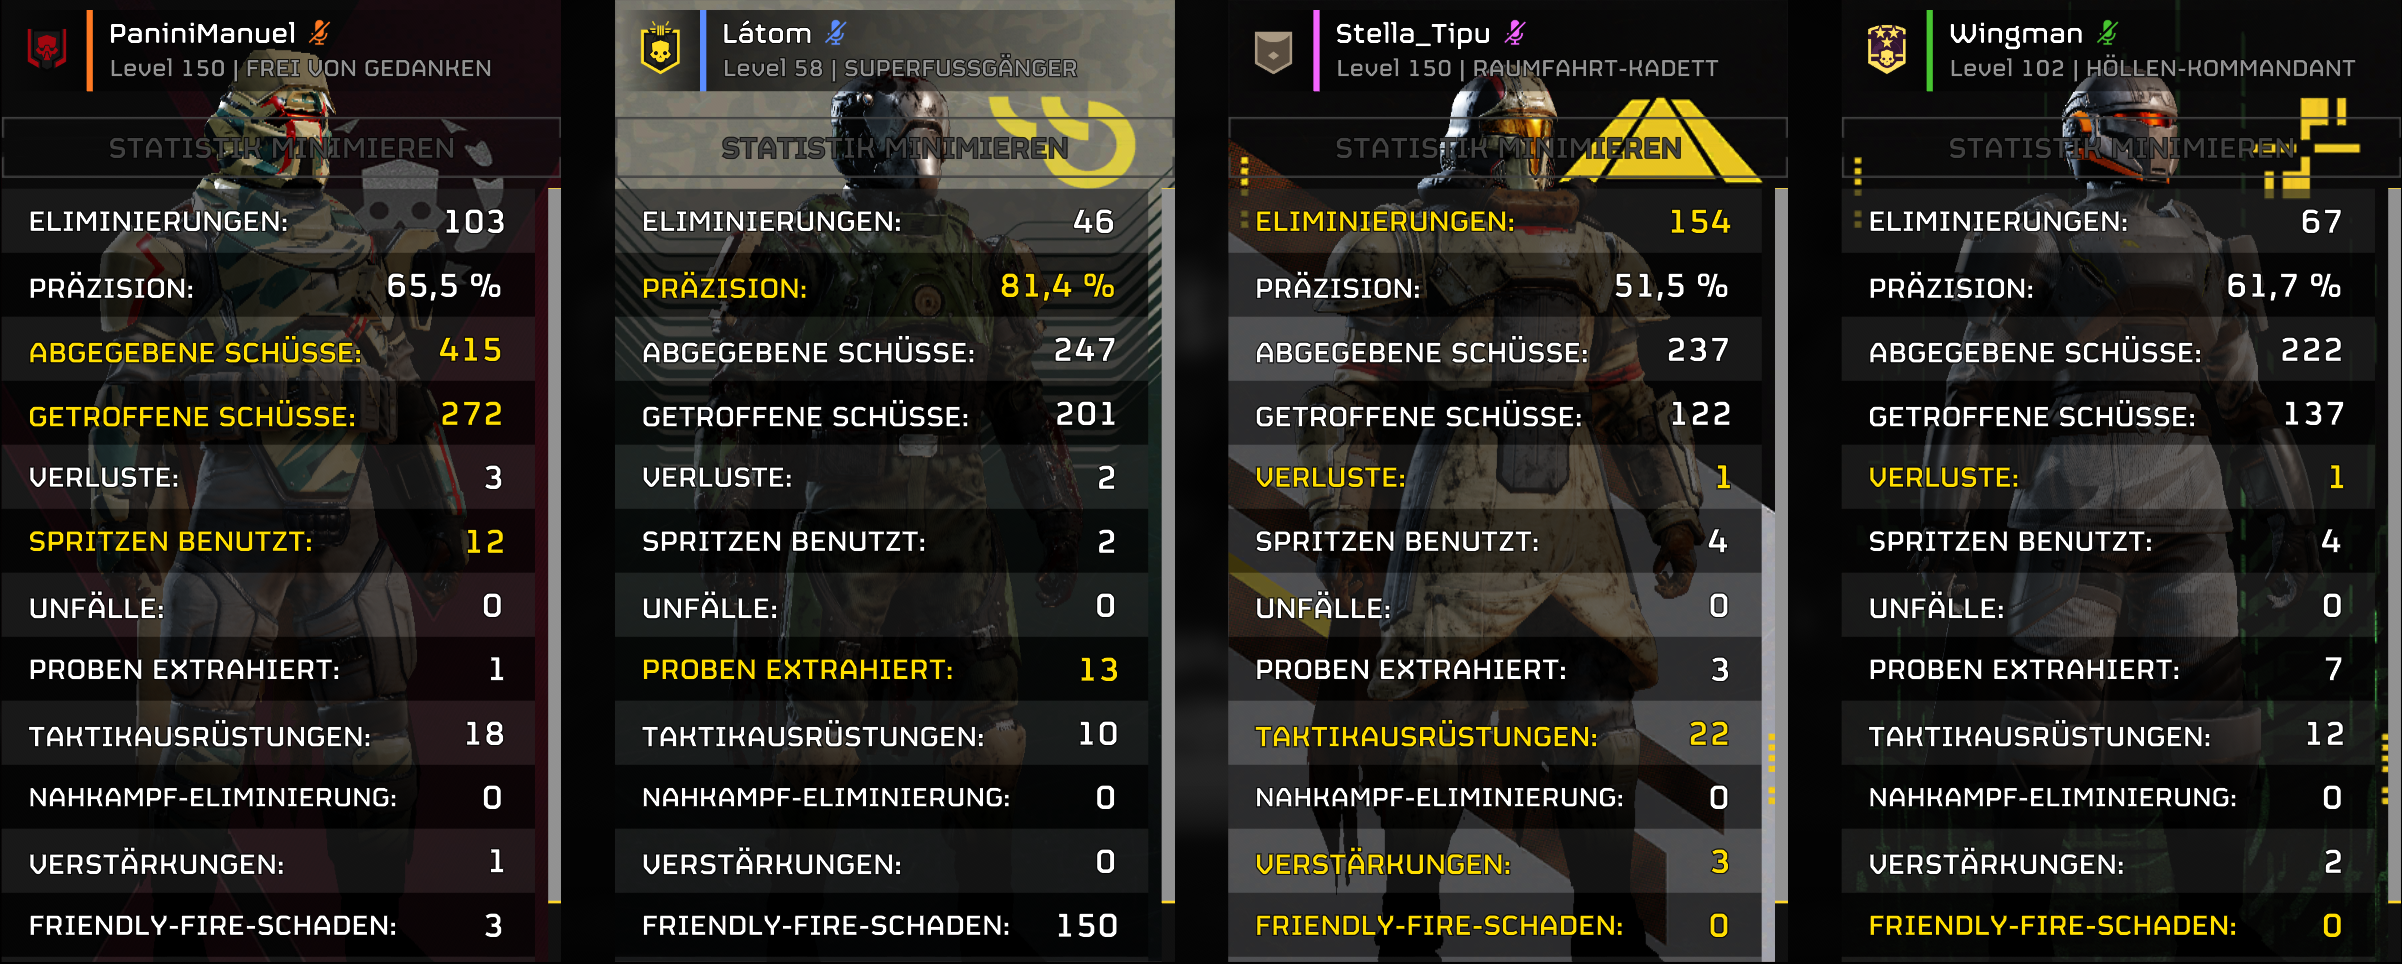 PaniniManuel
Level 150 | FREI VON GEDANKEN
STATISTIK MINIMIEREN
ELIMINIERUNGEN: 103
PRÄZISION: 65,5 %
ABGEGEBENE SCHÜSSE: 415
GETROFFENE SCHÜSSE: 272
VERLUSTE: 3
SPRITZEN BENUTZT: 12
UNFÄLLE: 0
PROBEN EXTRAHIERT: 1
TAKTIKAUSRÜSTUNGEN: 18
NAHKAMPF-ELIMINIERUNG: 0
VERSTÄRKUNGEN: 1
FRIENDLY-FIRE-SCHADEN: 3
Látom
Level 58 | SUPERFUSSGÄNGER
STATISTIK MINIMIEREN
ELIMINIERUNGEN: 46
PRÄZISION: 81,4 %
ABGEGEBENE SCHÜSSE: 247
GETROFFENE SCHÜSSE: 201
VERLUSTE: 2
SPRITZEN BENUTZT: 2
UNFÄLLE: 0
PROBEN EXTRAHIERT: 13
TAKTIKAUSRÜSTUNGEN: 10
NAHKAMPF-ELIMINIERUNG: 0
VERSTÄRKUNGEN: 0
FRIENDLY-FIRE-SCHADEN: 150
Stella_Tipu
Level 150 | RAUMFAHRT-KADETT
STATISTIK MINIMIEREN
ELIMINIERUNGEN: 154
PRÄZISION: 51,5 %
ABGEGEBENE SCHÜSSE: 237
GETROFFENE SCHÜSSE: 122
VERLUSTE: 1
SPRITZEN BENUTZT: 4
UNFÄLLE: 0
PROBEN EXTRAHIERT: 3
TAKTIKAUSRÜSTUNGEN: 22
NAHKAMPF-ELIMINIERUNG: 0
VERSTÄRKUNGEN: 3
FRIENDLY-FIRE-SCHADEN: 0
Wingman
Level 102 | HÖLLEN-KOMMANDANT
STATISTIK MINIMIEREN
ELIMINIERUNGEN: 67
PRÄZISION: 61,7 %
ABGEGEBENE SCHÜSSE: 222
GETROFFENE SCHÜSSE: 137
VERLUSTE: 1
SPRITZEN BENUTZT: 4
UNFÄLLE: 0
PROBEN EXTRAHIERT: 7
TAKTIKAUSRÜSTUNGEN: 12
NAHKAMPF-ELIMINIERUNG: 0
VERSTÄRKUNGEN: 2
FRIENDLY-FIRE-SCHADEN: 0